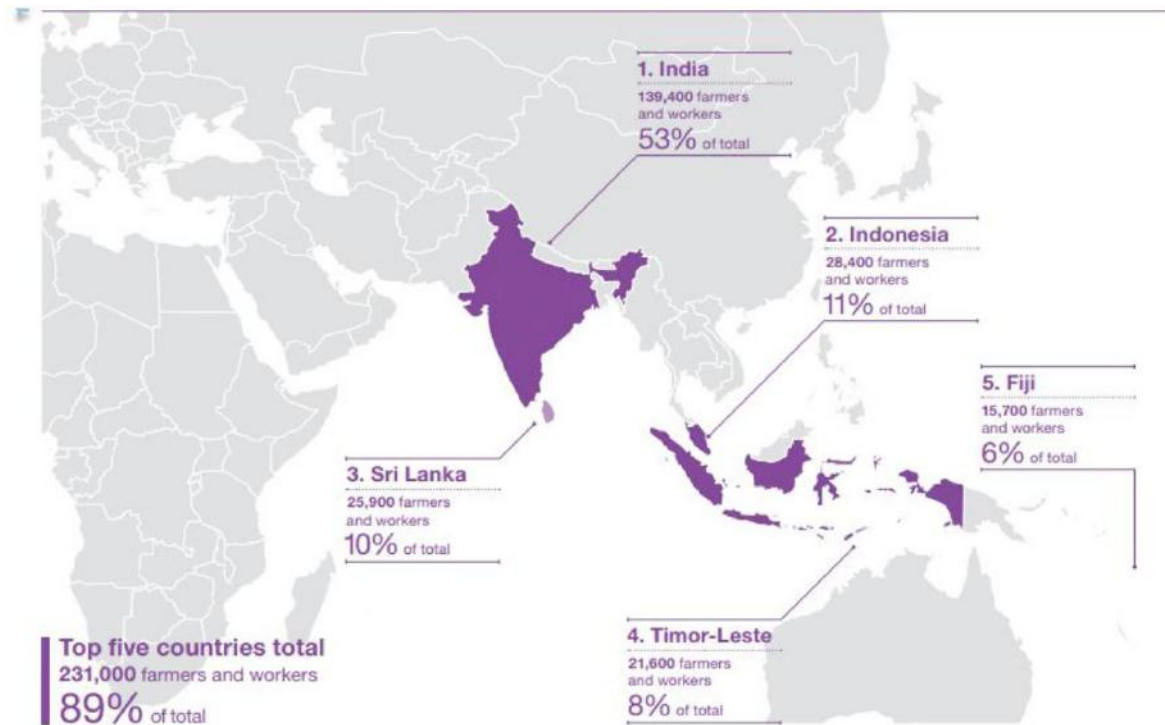 1. India
139,400 farmers
and workers
53% of total
2. Indonesia
28,400 farmers
and workers
11% of total
3. Sri Lanka
25,900 farmers
and workers
10% of total
4. Timor-Leste
21,600 farmers
and workers
8% of total
5. Fiji
15,700 farmers
and workers
6% of total
Top five countries total
231,000 farmers and workers
89% of total